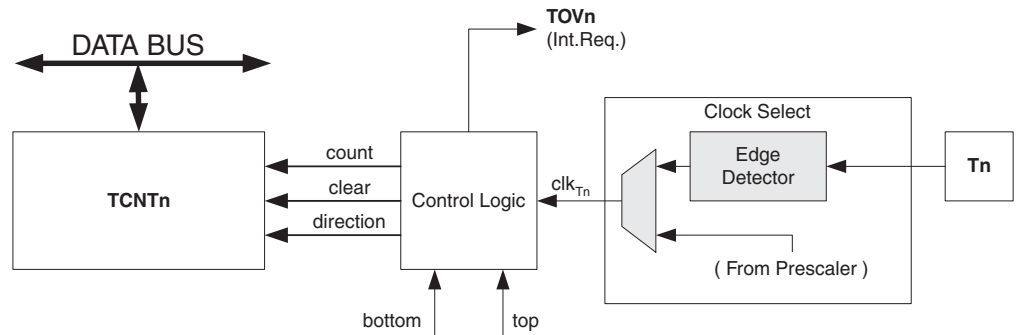 TOVn
(Int.Req.)
DATA BUS
Clock Select
count
Edge
Detector
Tn
TCNTn
clear
Control Logic
clkTn
direction
( From Prescaler )
bottom
top